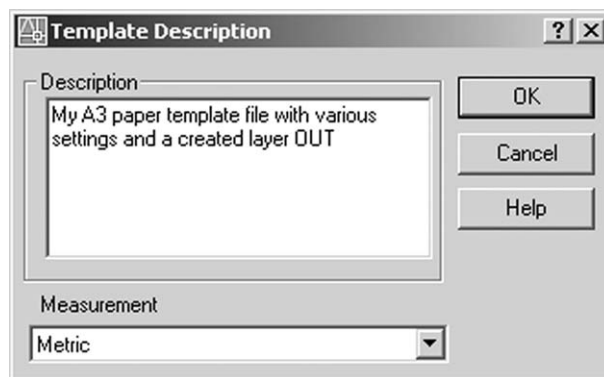 Template Description
Description
My A3 paper template file with various
settings and a created layer OUT
OK
Cancel
Help
Measurement
Metric